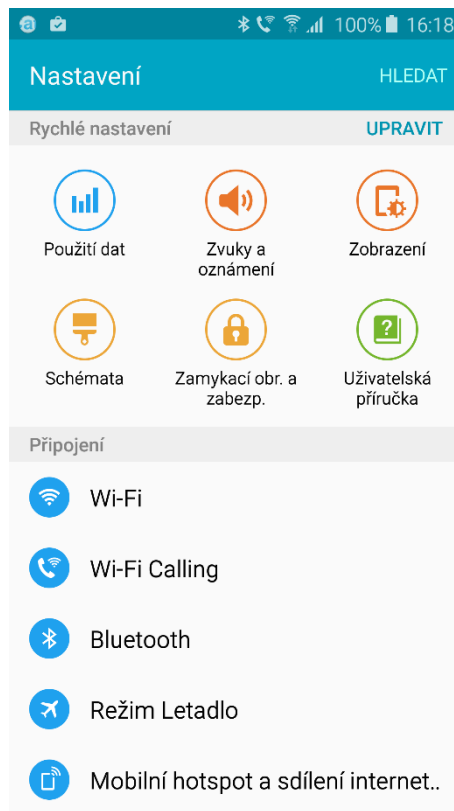 100% 16:18
Nastavení HLEDAT
Rychlé nastavení UPRAVIT
Použití dat
Zvuky a
oznámení
Zobrazení
Schémata
Zamykací obr. a
zabezp.
Uživatelská
příručka
Připojení
Wi-Fi
Wi-Fi Calling
Bluetooth
Režim Letadlo
Mobilní hotspot a sdílení internet..